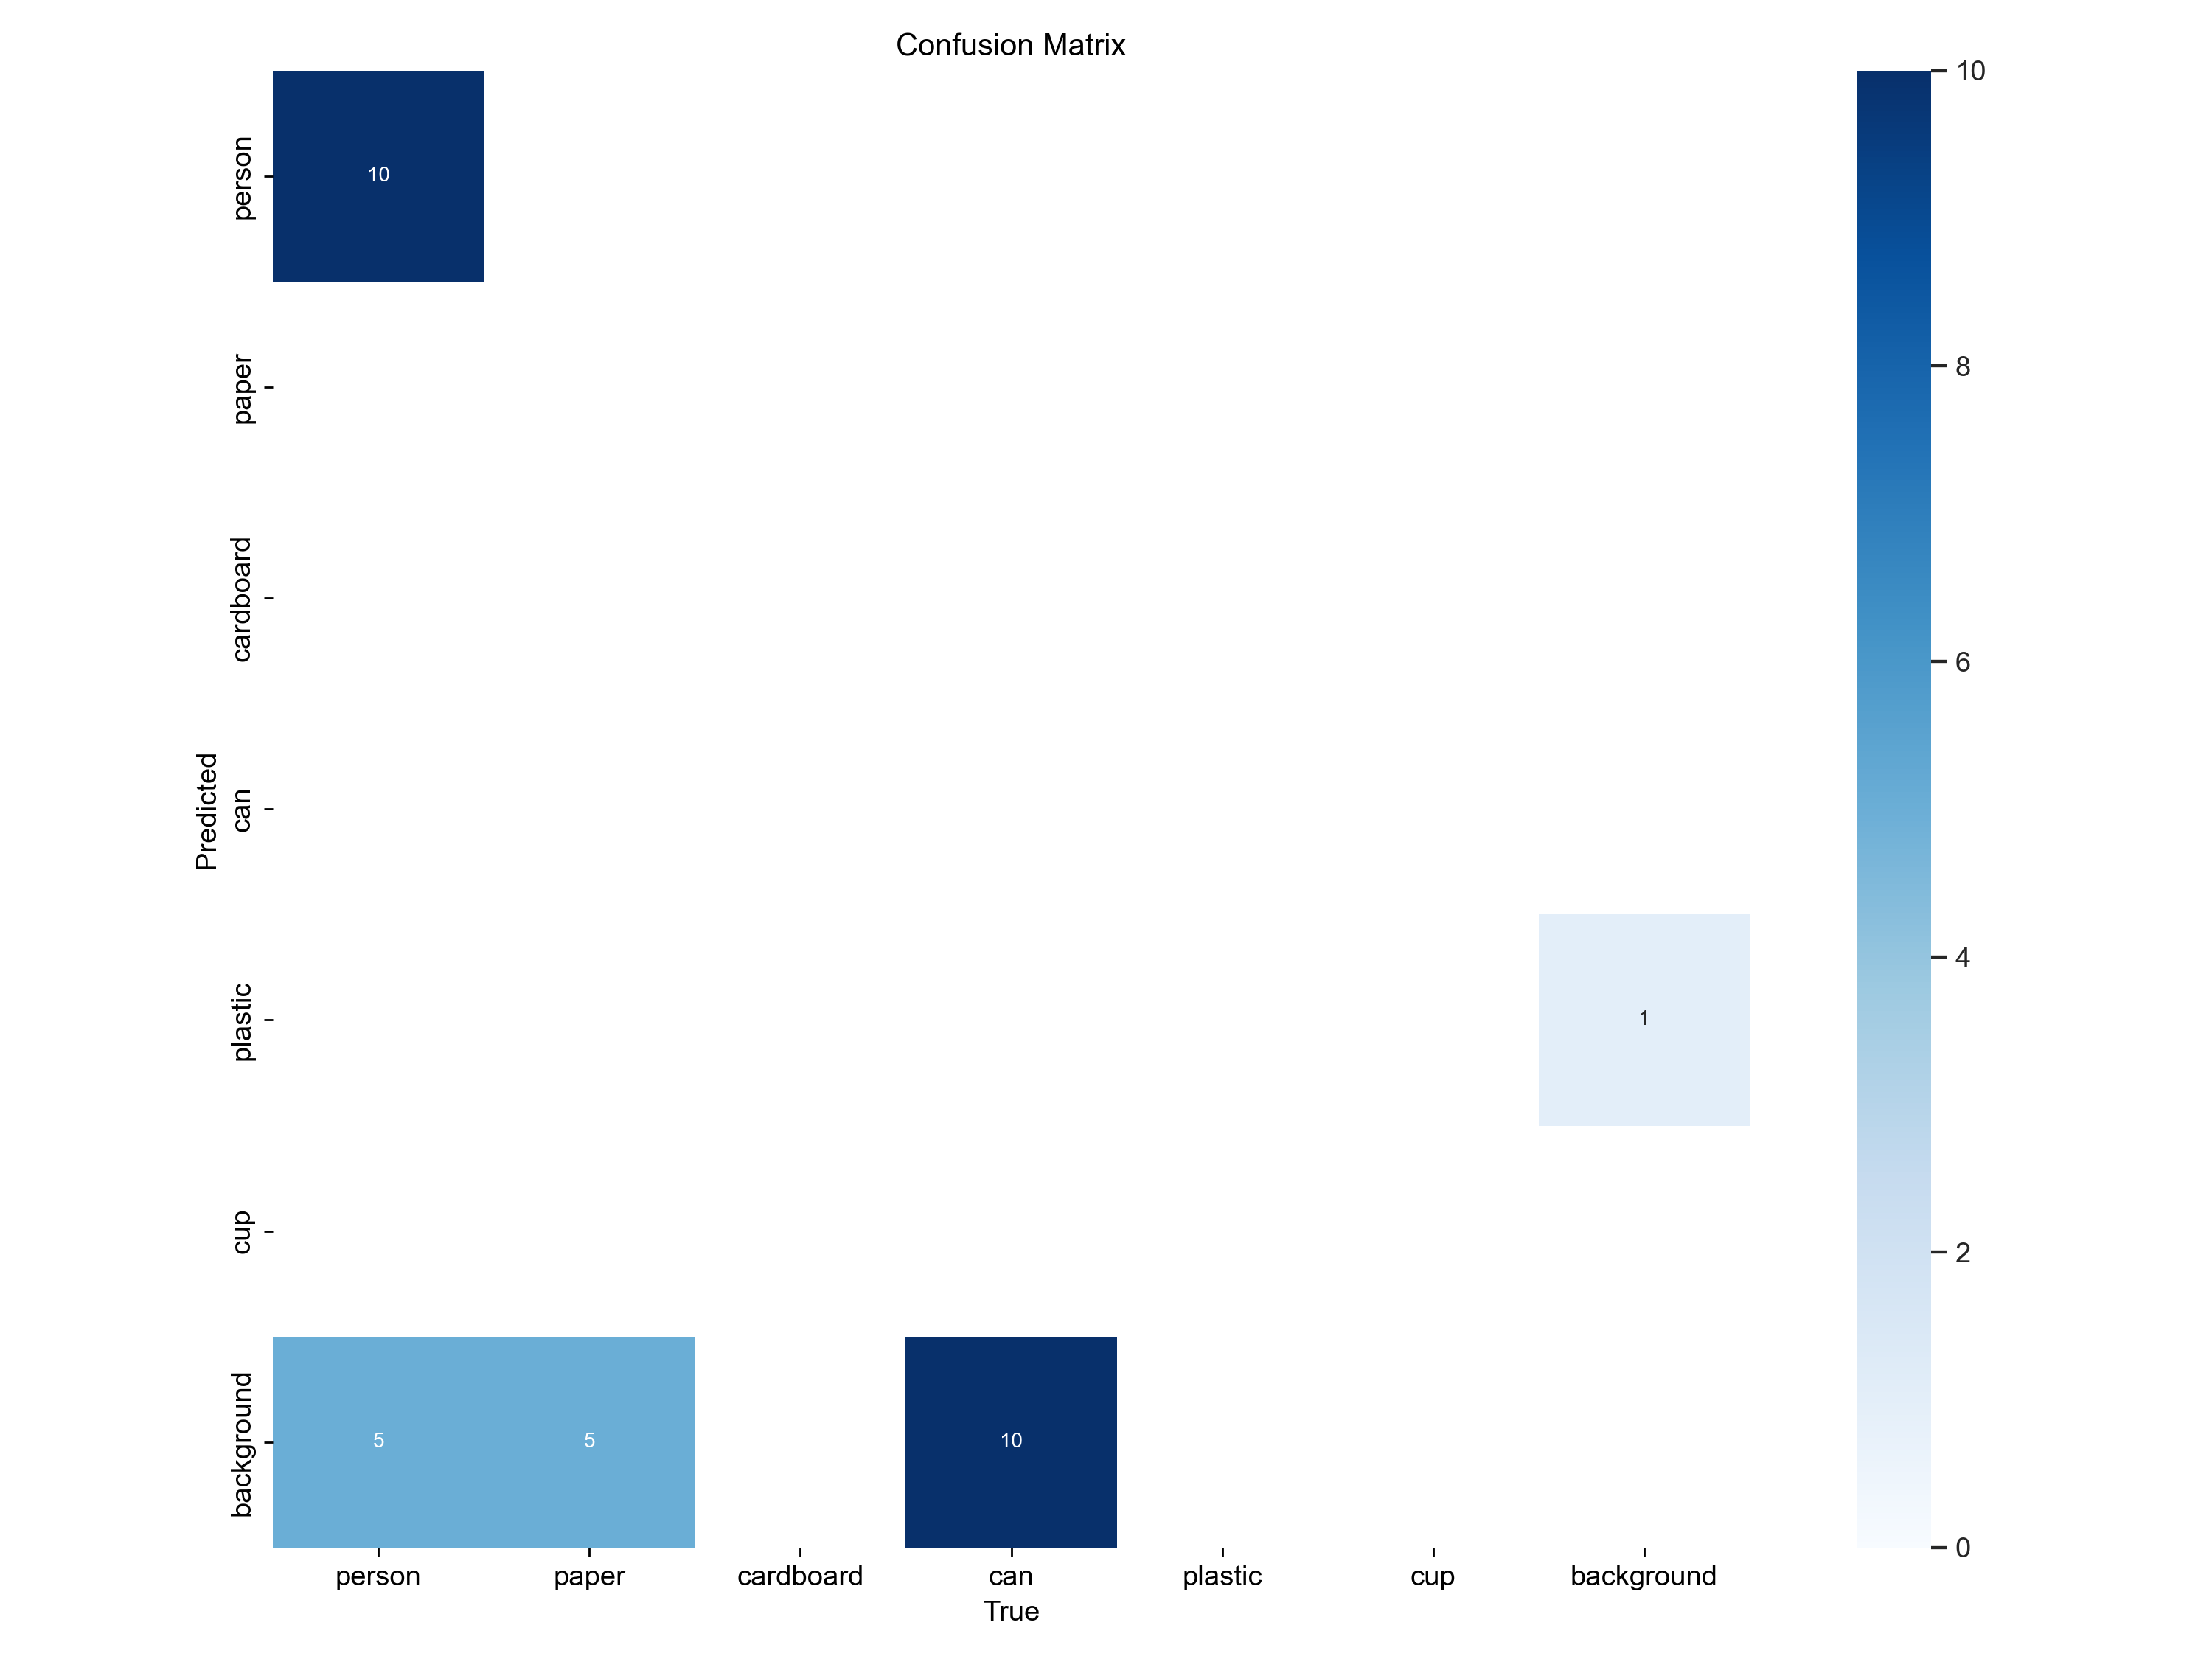 Confusion Matrix
10
person
paper
cardboard
can
plastic
cup
background
Predicted
10
1
5
5
10
person
paper
cardboard
can
plastic
cup
background
True
8
6
4
2
0